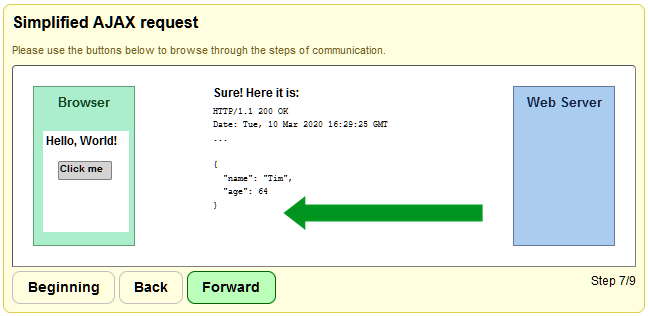 Simplified AJAX request
Please use the buttons below to browse through the steps of communication.
Browser
Hello, World!
Click me
Sure! Here it is:
HTTP/1.1 200 OK
Date: Tue, 10 Mar 2020 16:29:25 GMT
...
{
  "name": "Tim",
  "age": 64
}
Web Server
Beginning
Back
Forward
Step 7/9